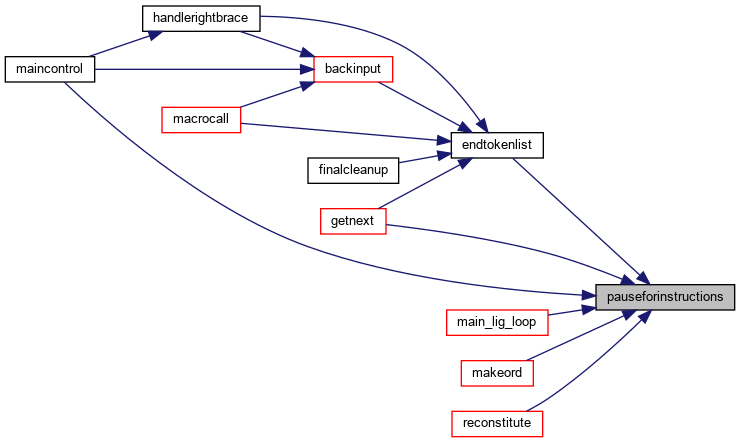 handlerightbrace
maincontrol
backinput
macrocall
endtokenlist
finalcleanup
getnext
pauseforinstructions
main_lig_loop
makeord
reconstitute